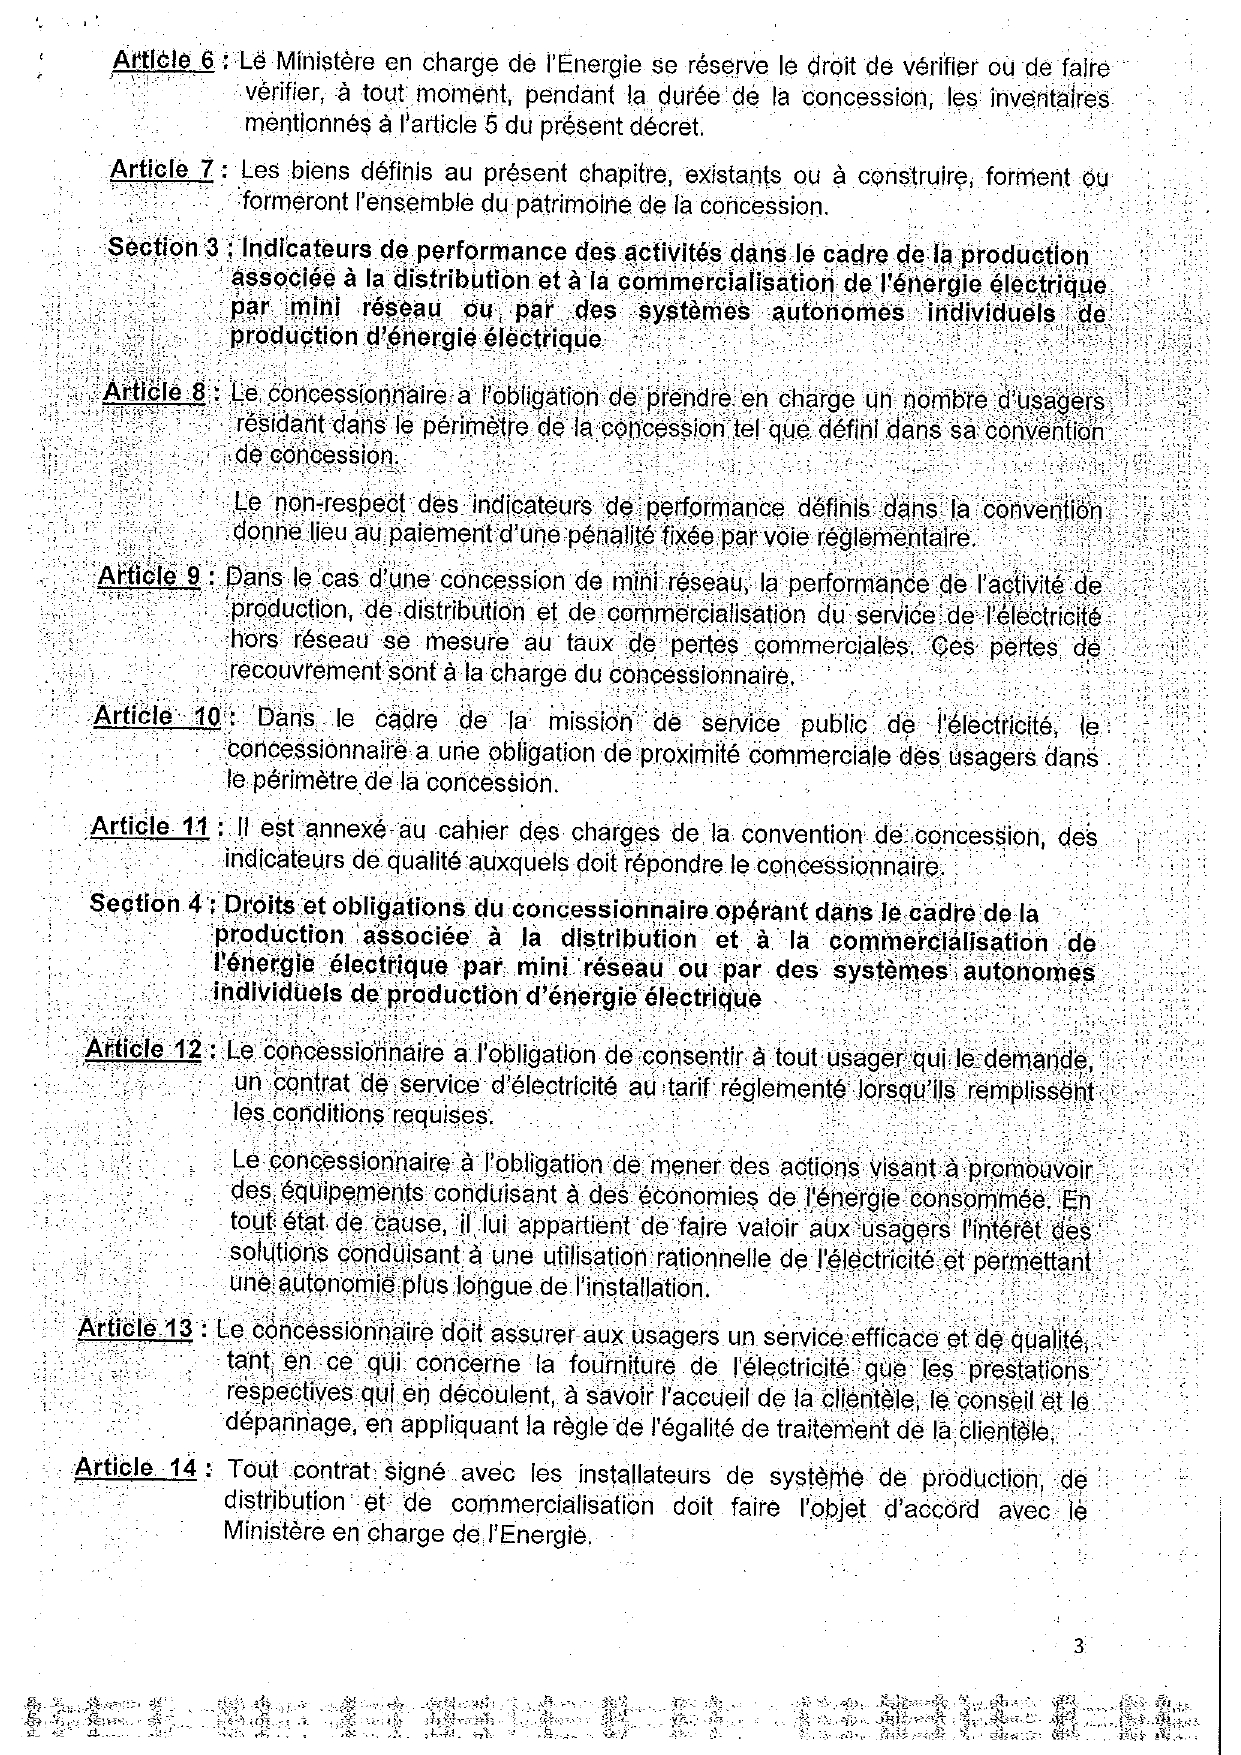 Article 6 : Le Ministère en charge de l'Energie se réserve le droit de vérifier ou de faire
vérifier, à tout moment, pendant la durée de la concession, les inventaires
mentionnés à l'article 5 du présent décret.
Article 7 : Les biens définis au présent chapitre, existants ou à construire, forment ou
formeront l'ensemble du patrimoine de la concession.
Section 3 : Indicateurs de performance des activités dans le cadre de la production
associée à la distribution et à la commercialisation de l'énergie électrique
par mini réseau ou par des systèmes autonomes individuels de
production d'énergie électrique
Article 8 : Le concessionnaire a l'obligation de prendre en charge un nombre d'usagers
résidant dans le périmètre de la concession tel que défini dans sa convention
de concession.
Le non-respect des indicateurs de performance définis dans la convention
donne lieu au paiement d'une pénalité fixée par voie réglementaire.
Article 9 : Dans le cas d'une concession de mini réseau, la performance de l'activité de
production, de distribution et de commercialisation du service de l'électricité
hors réseau se mesure au taux de pertes commerciales. Ces pertes de
recouvrement sont à la charge du concessionnaire.
Article 10 : Dans le cadre de la mission de service public de l'électricité, le
concessionnaire a une obligation de proximité commerciale des usagers dans
le périmètre de la concession.
Article 11 : Il est annexé au cahier des charges de la convention de concession, des
indicateurs de qualité auxquels doit répondre le concessionnaire.
Section 4 : Droits et obligations du concessionnaire opérant dans le cadre de la
production associée à la distribution et à la commercialisation de
l'énergie électrique par mini réseau ou par des systèmes autonomes
individuels de production d'énergie électrique
Article 12 : Le concessionnaire a l'obligation de consentir à tout usager qui le demande,
un contrat de service d'électricité au tarif réglementé lorsqu'ils remplissent
les conditions requises.
Le concessionnaire à l'obligation de mener des actions visant à promouvoir
des équipements conduisant à des économies de l'énergie consommée. En
tout état de cause, il lui appartient de faire valoir aux usagers l'intérêt des
solutions conduisant à une utilisation rationnelle de l'électricité et permettant
une autonomie plus longue de l'installation.
Article 13 : Le concessionnaire doit assurer aux usagers un service efficace et de qualité,
tant en ce qui concerne la fourniture de l'électricité que les prestations
respectives qui en découlent, à savoir l'accueil de la clientèle, le conseil et le
dépannage, en appliquant la règle de l'égalité de traitement de la clientèle.
Article 14 : Tout contrat signé avec les installateurs de système de production, de
distribution et de commercialisation doit faire l'objet d'accord avec le
Ministère en charge de l'Energie.
3